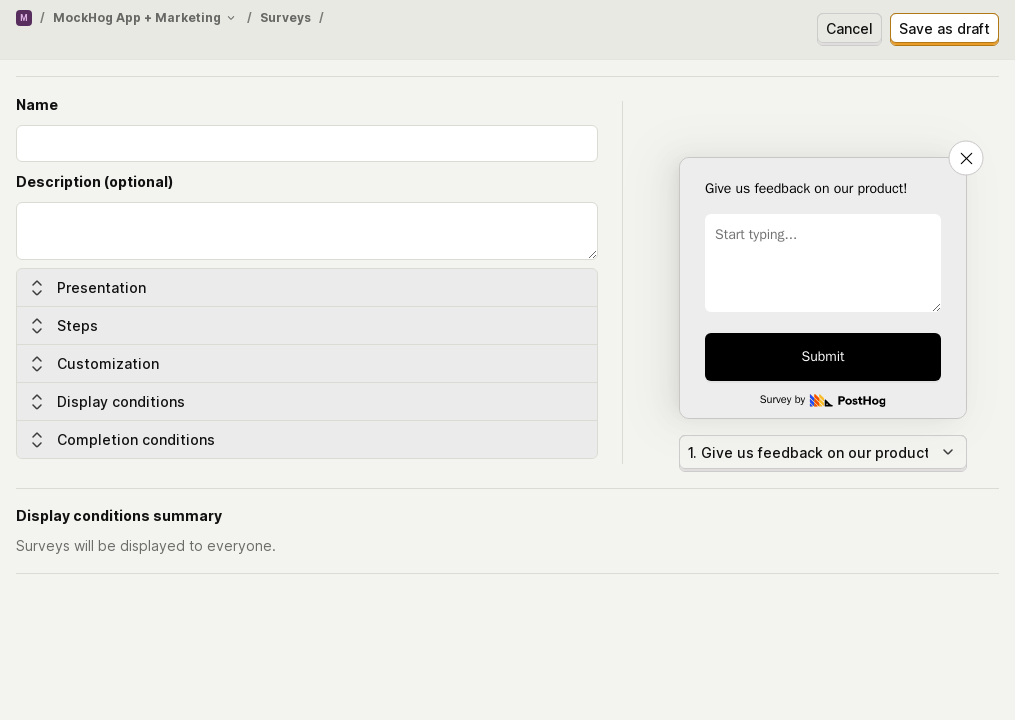 M / MockHog App + Marketing / Surveys /
Cancel
Save as draft
Name
Description (optional)
Presentation
Steps
Customization
Display conditions
Completion conditions
Give us feedback on our product!
Start typing...
Submit
Survey by PostHog
1. Give us feedback on our product
Display conditions summary
Surveys will be displayed to everyone.